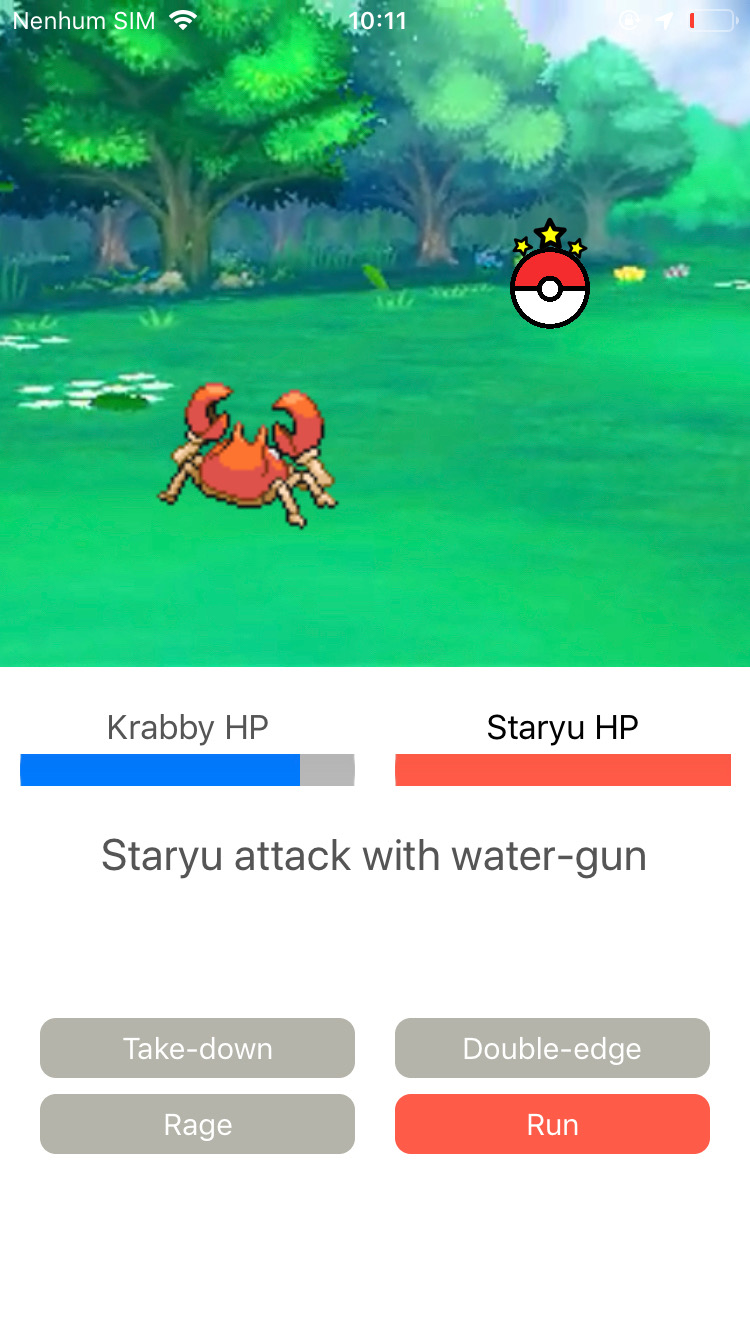 Nenhum SIM 10:11
Krabby HP Staryu HP
Staryu attack with water-gun
Take-down Double-edge
Rage Run